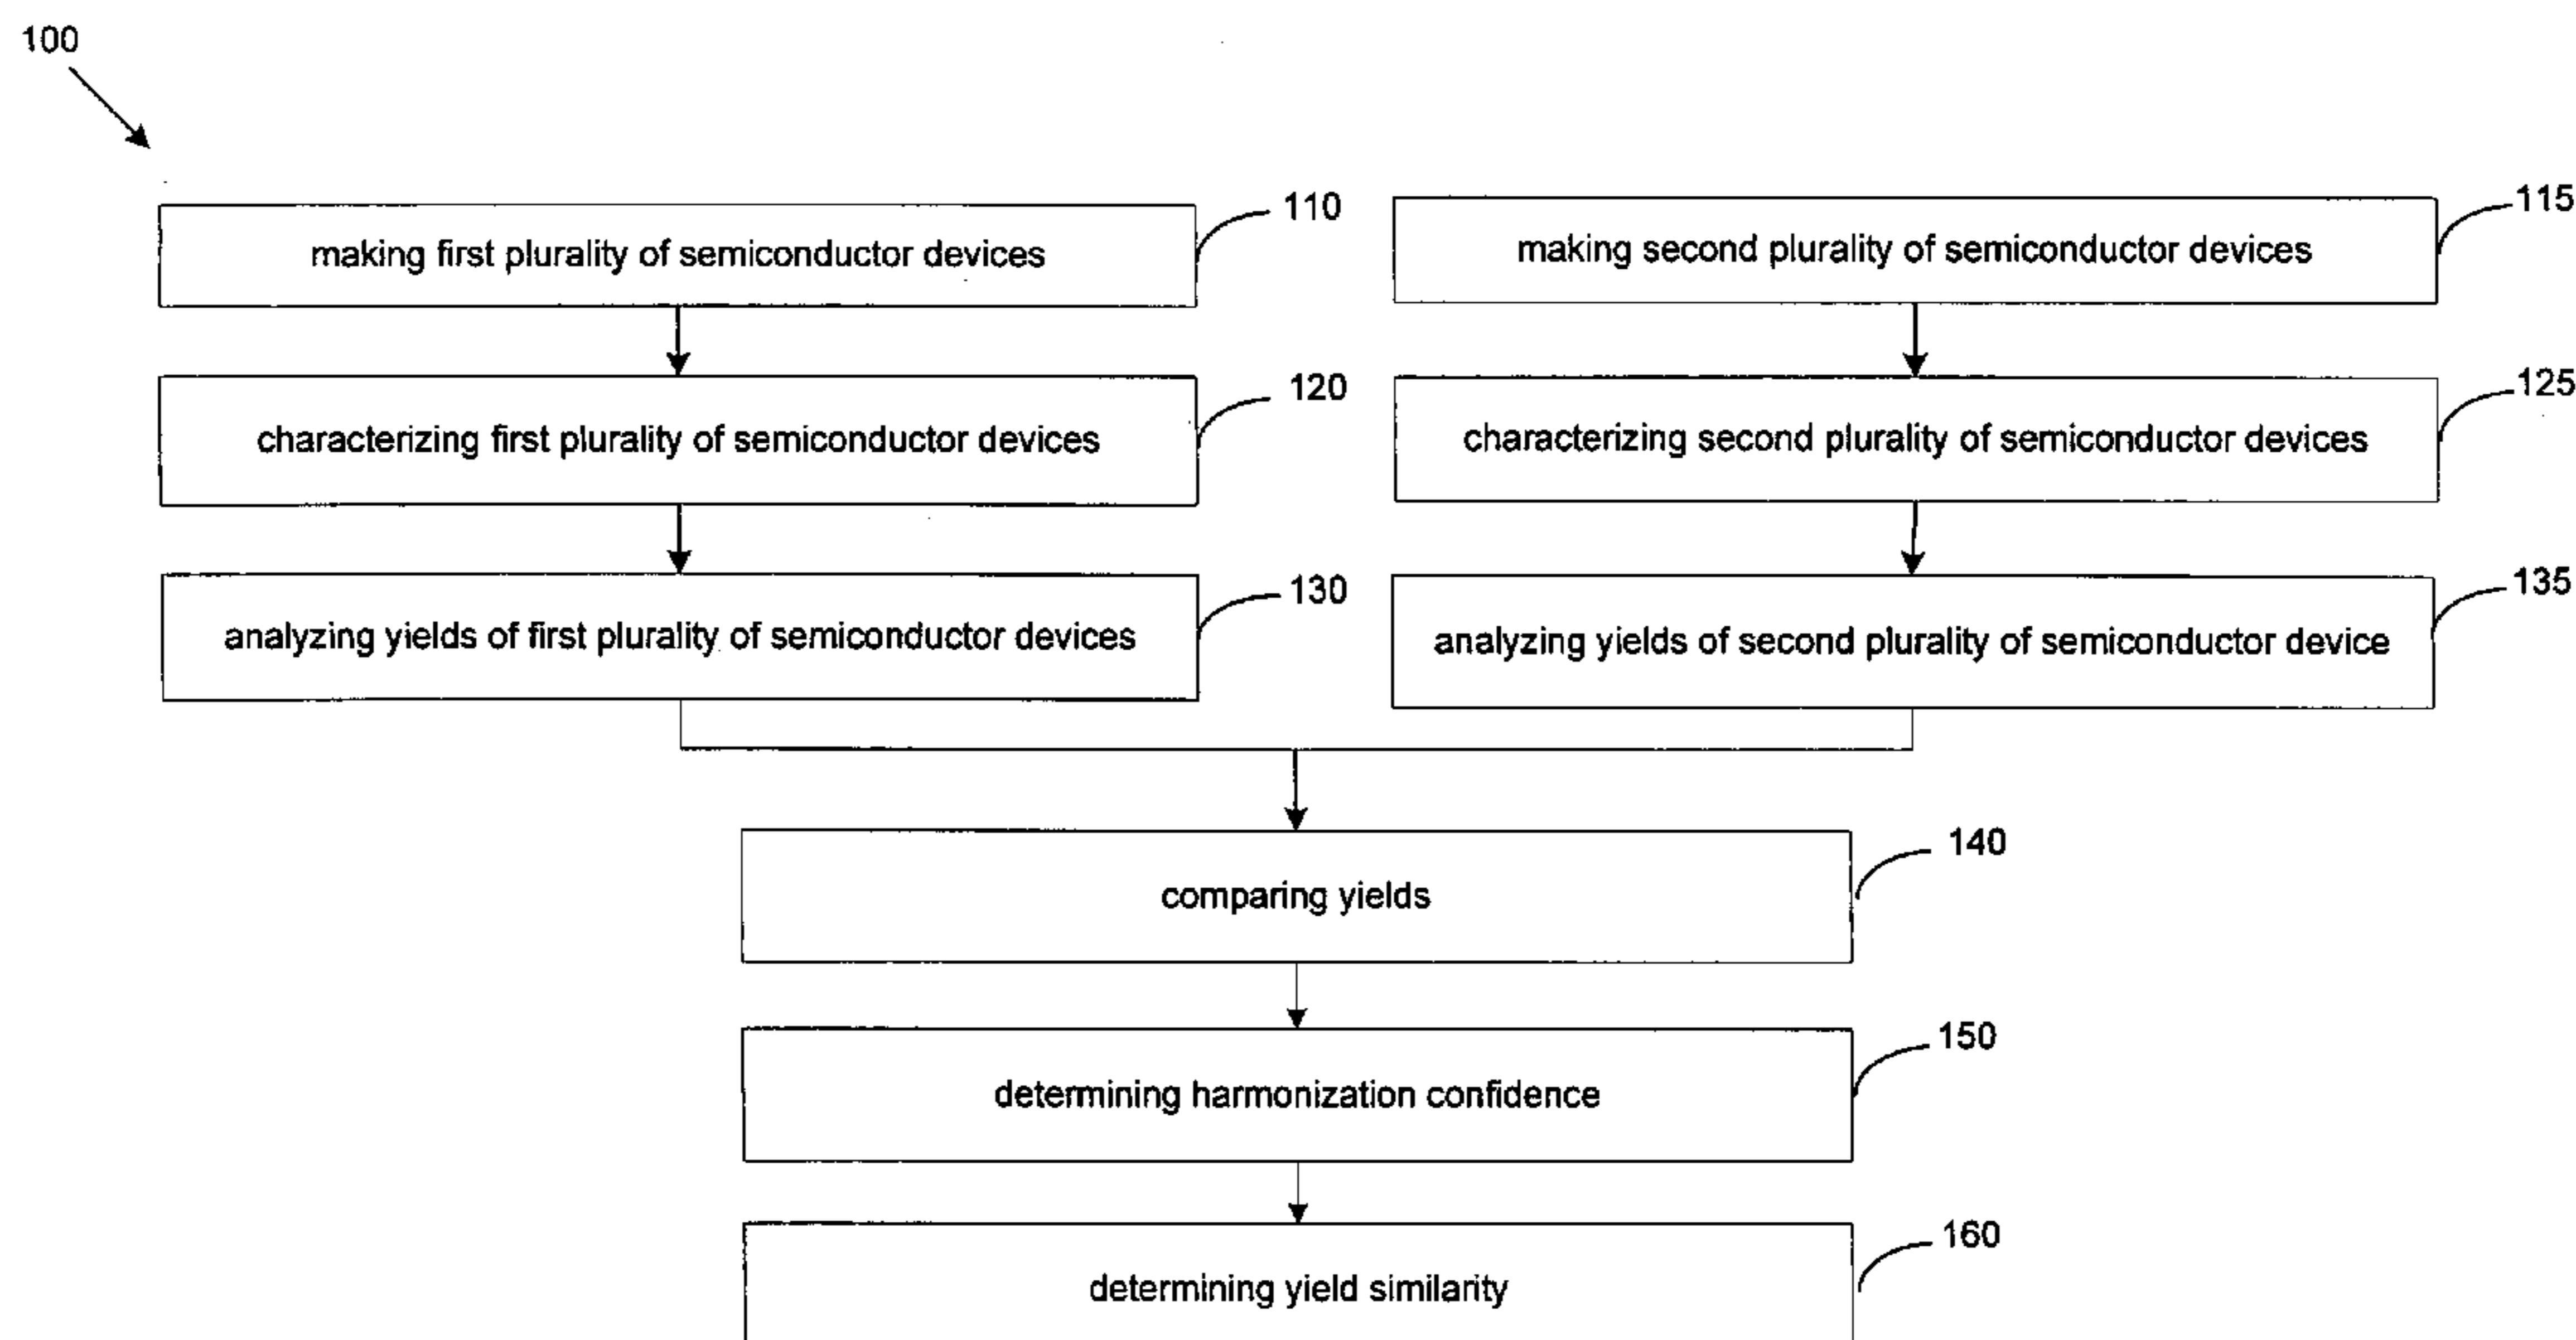 100
making first plurality of semiconductor devices
110
making second plurality of semiconductor devices
115
characterizing first plurality of semiconductor devices
120
characterizing second plurality of semiconductor devices
125
analyzing yields of first plurality of semiconductor devices
130
analyzing yields of second plurality of semiconductor device
135
comparing yields
140
determining harmonization confidence
150
determining yield similarity
160